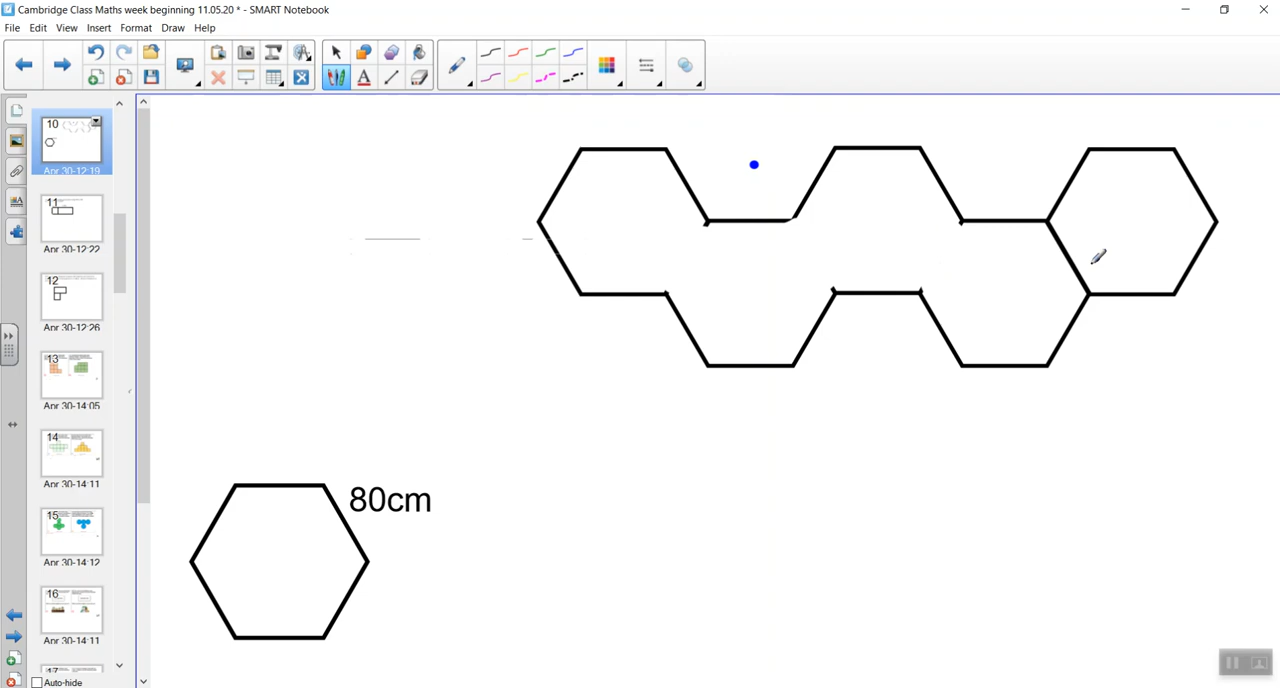 Cambridge Class Maths week beginning 11.05.20 * - SMART Notebook
File Edit View Insert Format Draw Help
10
Apr 30-12:19
11
Apr 30-12:22
12
Apr 30-12:26
13
Apr 30-14:05
14
Apr 30-14:11
15
Apr 30-14:12
16
Apr 30-14:11
17
Auto-hide
80cm